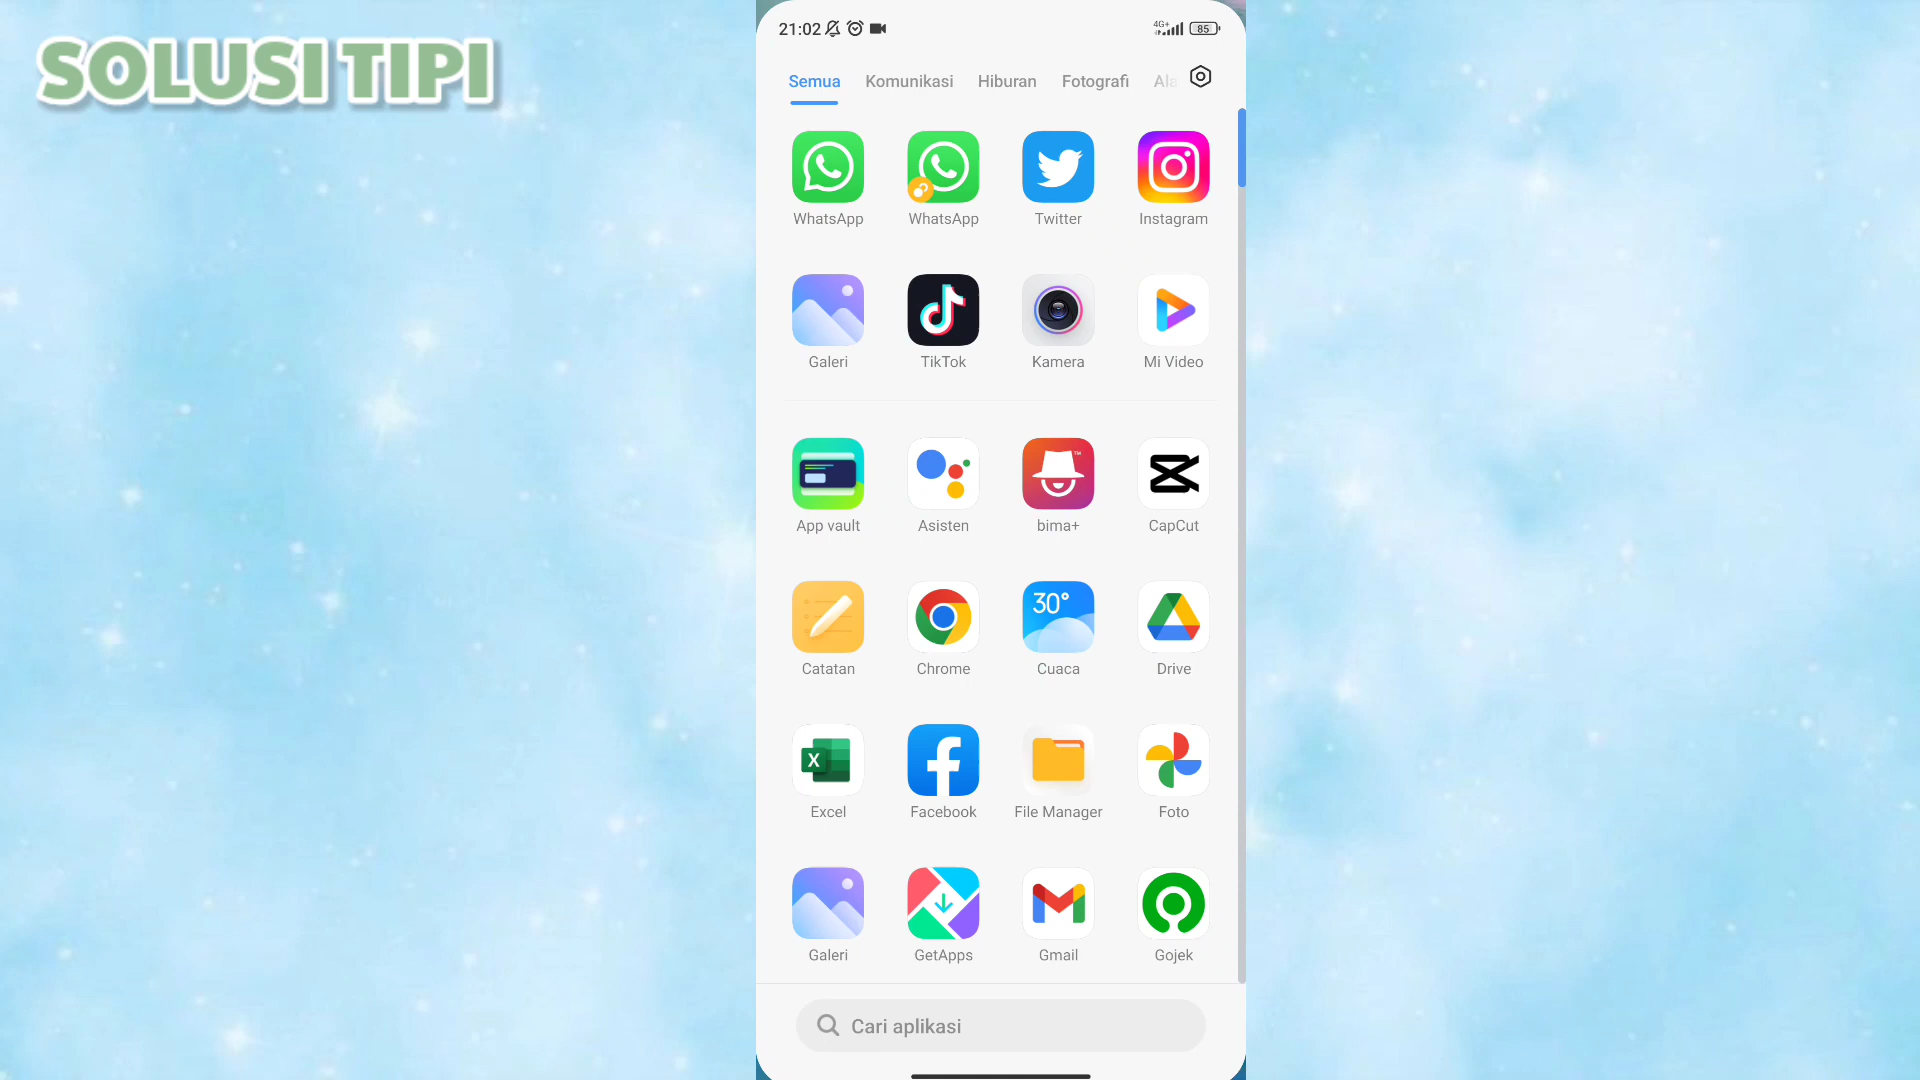 SOLUSI TIPI
21:02 4G+ 85
Semua Komunikasi Hiburan Fotografi Ala
WhatsApp WhatsApp Twitter Instagram
Galeri TikTok Kamera Mi Video
App vault Asisten bima+ CapCut
30°
Catatan Chrome Cuaca Drive
X
Excel Facebook File Manager Foto
Galeri GetApps Gmail Gojek
Cari aplikasi